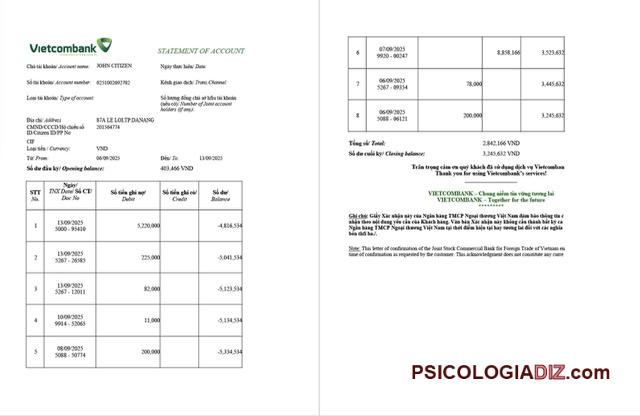 Vietcombank
STATEMENT OF ACCOUNT
Chủ tài khoản/ Account name: JOHN CITIZEN Ngày thực hiện/ Date:
Số tài khoản/ Account number: 0251002692782 Kênh giao dịch/ Trans.Channel:
Loại tài khoản/ Type of account: Số lượng đồng chủ sở hữu tài khoản
(nếu có)/ Number of Joint account
holders (if any):
Địa chỉ/ Address 87A LE LOI,TP.DANANG
CMND/CCCD/Hộ chiếu số 201564774
ID/Citizen ID/PP No
CIF
Loại tiền / Currency: VND
Từ/ From: 06/09/2025 Đến/ To: 13/09/2025
Số dư đầu kỳ/ Opening balance: 403,466 VND
STT
No.
Ngày/
TNX Date/ Số CT/
Doc No
Số tiền ghi nợ/
Debit
Số tiền ghi có/
Credit
Số dư/
Balance
1 13/09/2025 5000 - 95410 5,220,000 -4,816,534
2 13/09/2025 5267 - 26585 225,000 -5,041,534
3 13/09/2025 5267 - 12011 82,000 -5,123,534
4 10/09/2025 9914 - 52065 11,000 -5,134,534
5 08/09/2025 5088 - 50774 200,000 -5,334,534
6 07/09/2025 9920 - 00247 8,858,166 3,523,632
7 06/09/2025 5267 - 09354 78,000 3,445,632
8 06/09/2025 5088 - 06121 200,000 3,245,632
Tổng số/ Total: 2,842,166 VND
Số dư cuối kỳ/ Closing balance: 3,245,632 VND
Trân trọng cảm ơn quý khách đã sử dụng dịch vụ Vietcomban
Thank you for using Vietcombank's services!
VIETCOMBANK – Chung niềm tin vững tương lai
VIETCOMBANK – Together for the future
*********
Ghi chú: Giấy Xác nhận này của Ngân hàng TMCP Ngoại thương Việt Nam đảm bảo thông tin c
nhận theo nội dung yêu cầu của Khách hàng. Văn bản Xác nhận này không cấu thành bất kỳ ca
Ngân hàng TMCP Ngoại thương Việt Nam tại thời điểm hiện tại hay tương lai đối với các nghĩa
bên thứ ba./.
Note: This letter of confirmation of the Joint Stock Commercial Bank for Foreign Trade of Vietnam en
time of confirmation as requested by the customer. This acknowledgment does not constitute any curre
PSICOLOGIADIZ.com